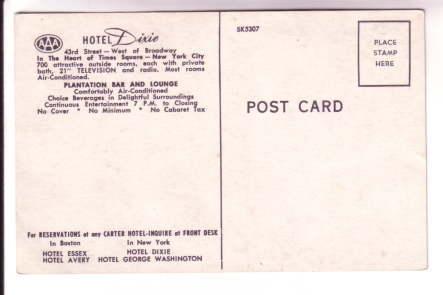 AAA
HOTEL Dixie
43rd Street—West of Broadway
In The Heart of Times Square—New York City
700 attractive outside rooms, each with private
bath, 21" TELEVISION and radio. Most rooms
Air-Conditioned.
PLANTATION BAR AND LOUNGE
Comfortably Air-Conditioned
Choice Beverages in Delightful Surroundings
Continuous Entertainment 7 P.M. to Closing
No Cover * No Minimum * No Cabaret Tax
For RESERVATIONS at any CARTER HOTEL-INQUIRE at FRONT DESK
In Boston In New York
HOTEL ESSEX HOTEL DIXIE
HOTEL AVERY HOTEL GEORGE WASHINGTON
SK5307
POST CARD
PLACE
STAMP
HERE